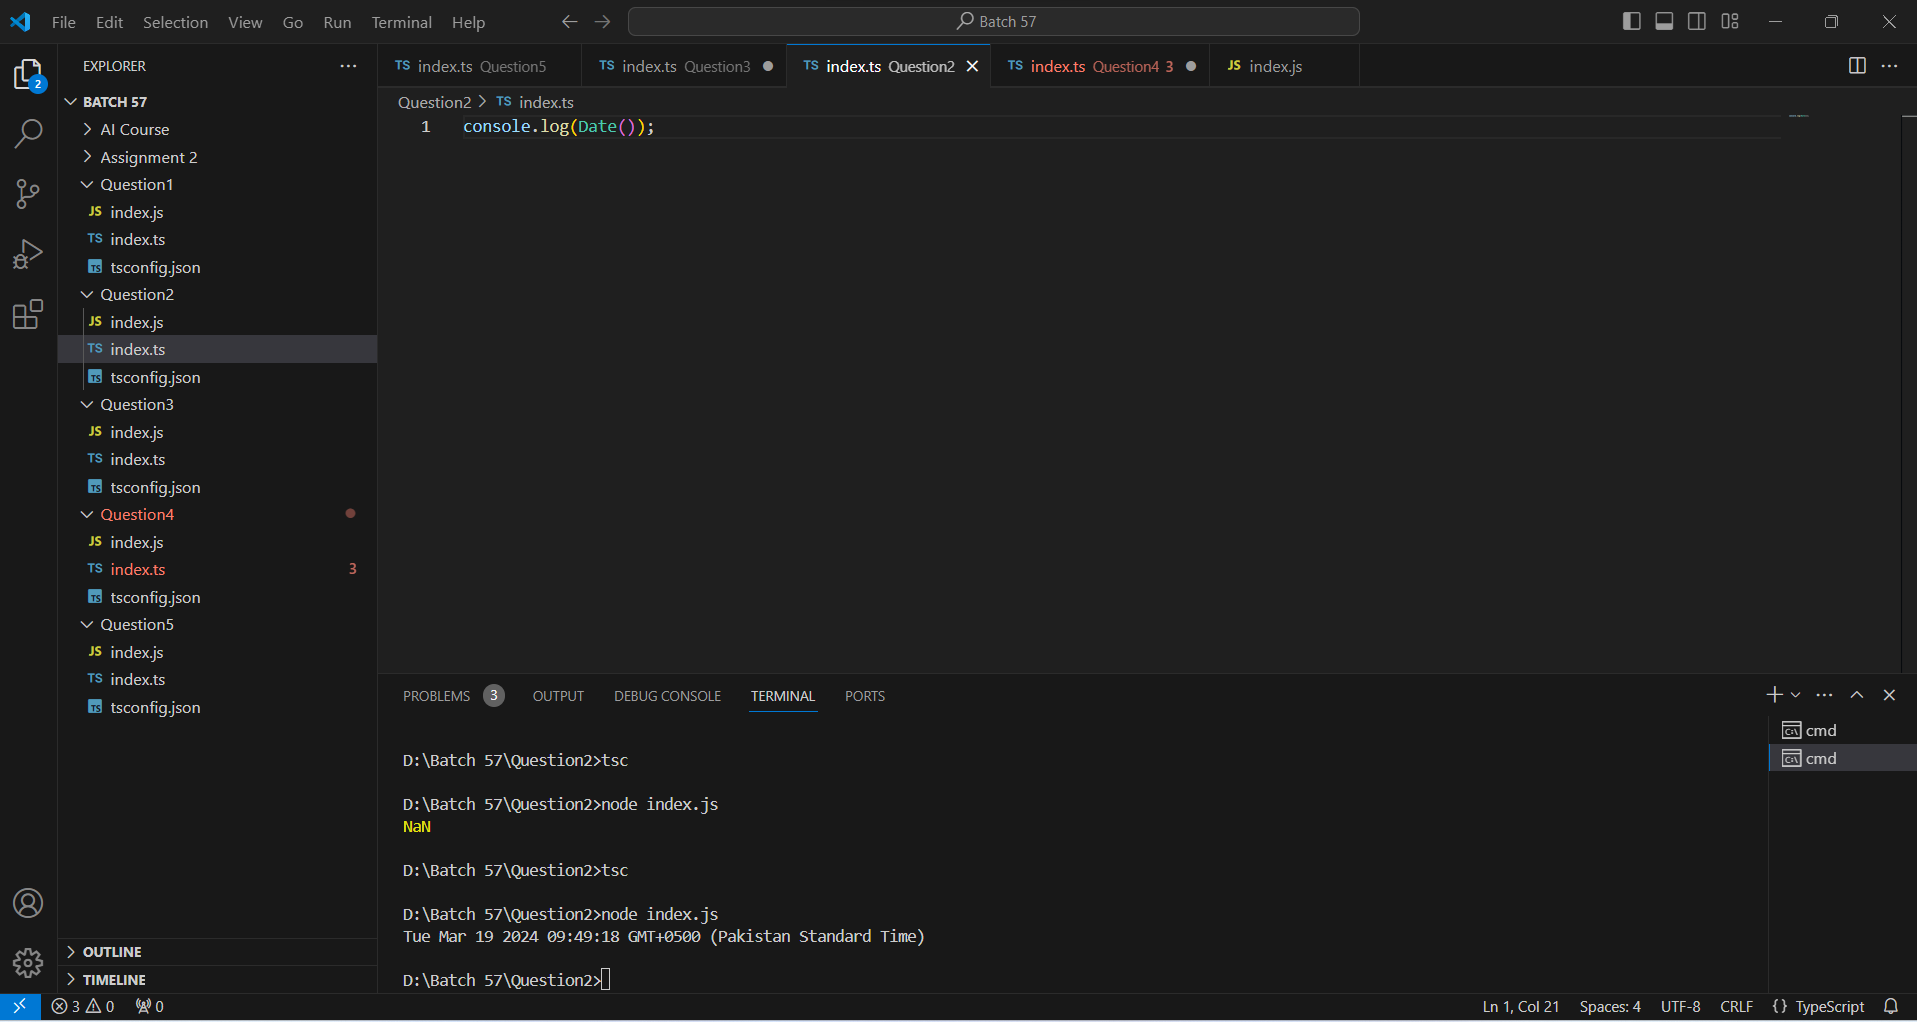 File Edit Selection View Go Run Terminal Help
Batch 57
EXPLORER
BATCH 57
AI Course
Assignment 2
Question1
JS index.js
TS index.ts
TS tsconfig.json
Question2
JS index.js
TS index.ts
TS tsconfig.json
Question3
JS index.js
TS index.ts
TS tsconfig.json
Question4
JS index.js
TS index.ts 3
TS tsconfig.json
Question5
JS index.js
TS index.ts
TS tsconfig.json
OUTLINE
TIMELINE
2
TS index.ts Question5
TS index.ts Question3
TS index.ts Question2
TS index.ts Question4 3
JS index.js
Question2 > TS index.ts
1 console.log(Date());
PROBLEMS 3 OUTPUT DEBUG CONSOLE TERMINAL PORTS
D:\Batch 57\Question2>tsc
D:\Batch 57\Question2>node index.js
NaN
D:\Batch 57\Question2>tsc
D:\Batch 57\Question2>node index.js
Tue Mar 19 2024 09:49:18 GMT+0500 (Pakistan Standard Time)
D:\Batch 57\Question2>
cmd
cmd
3 0 0
Ln 1, Col 21 Spaces: 4 UTF-8 CRLF {} TypeScript